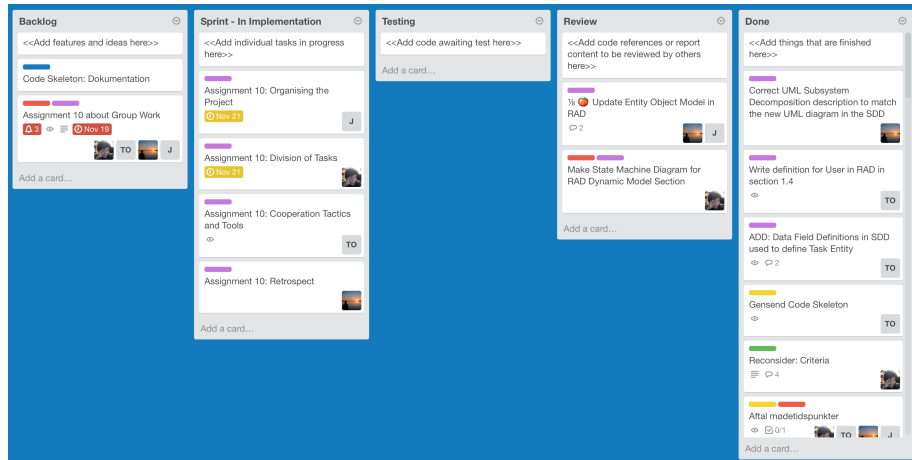 Backlog
<<Add features and ideas here>>
Code Skeleton: Dokumentation
Assignment 10 about Group Work
3
Nov 19
TO
J
Add a card…
Sprint - In Implementation
<<Add individual tasks in progress
here>>
Assignment 10: Organising the
Project
Nov 21
J
Assignment 10: Division of Tasks
Nov 21
Assignment 10: Cooperation Tactics
and Tools
TO
Assignment 10: Retrospect
Add a card…
Testing
<<Add code awaiting test here>>
Add a card…
Review
<<Add code references or report
content to be reviewed by others
here>>
⅛ 🍅 Update Entity Object Model in
RAD
2
J
Make State Machine Diagram for
RAD Dynamic Model Section
Add a card…
Done
<<Add things that are finished
here>>
Correct UML Subsystem
Decomposition description to match
the new UML diagram in the SDD
Write definition for User in RAD in
section 1.4
TO
ADD: Data Field Definitions in SDD
used to define Task Entity
2
TO
Gensend Code Skeleton
TO
Reconsider: Criteria
4
Aftal mødetidspunkter
0/1
TO
J
Add a card…